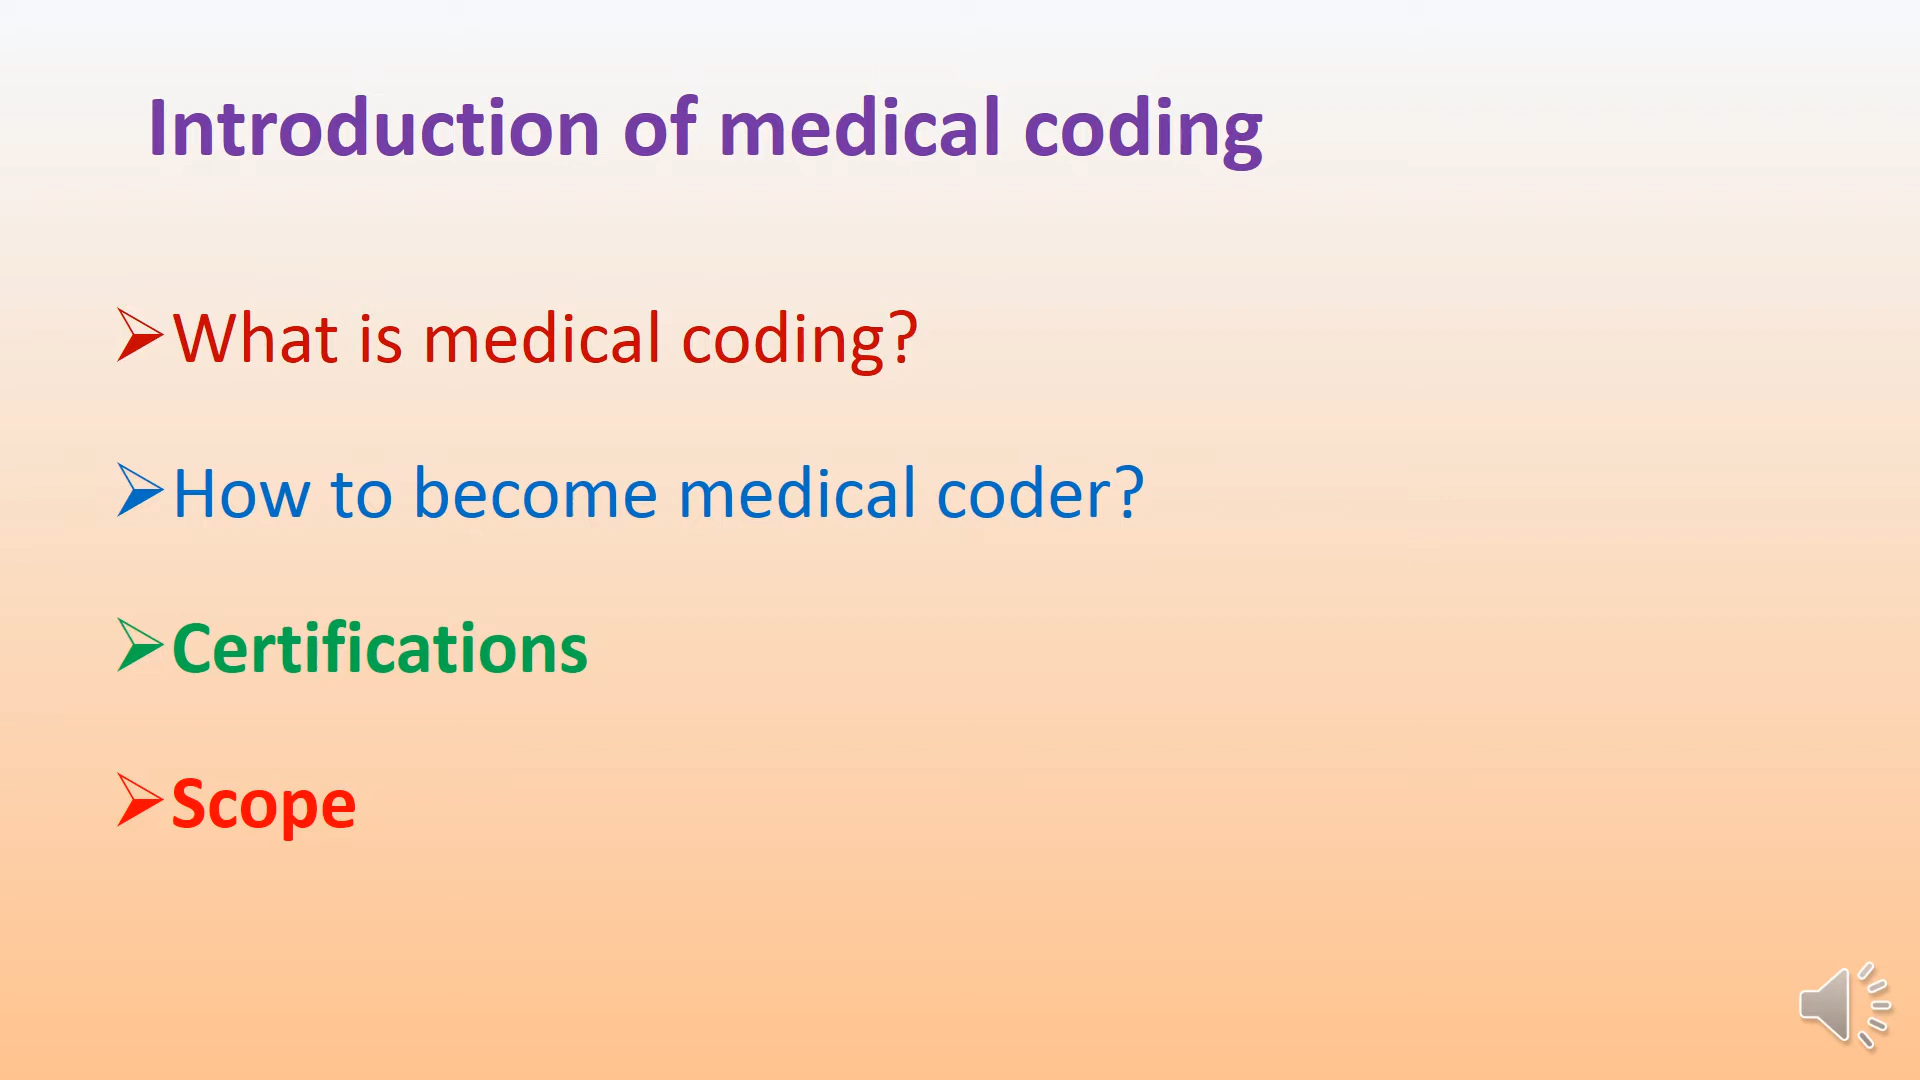 Introduction of medical coding
What is medical coding?
How to become medical coder?
Certifications
Scope